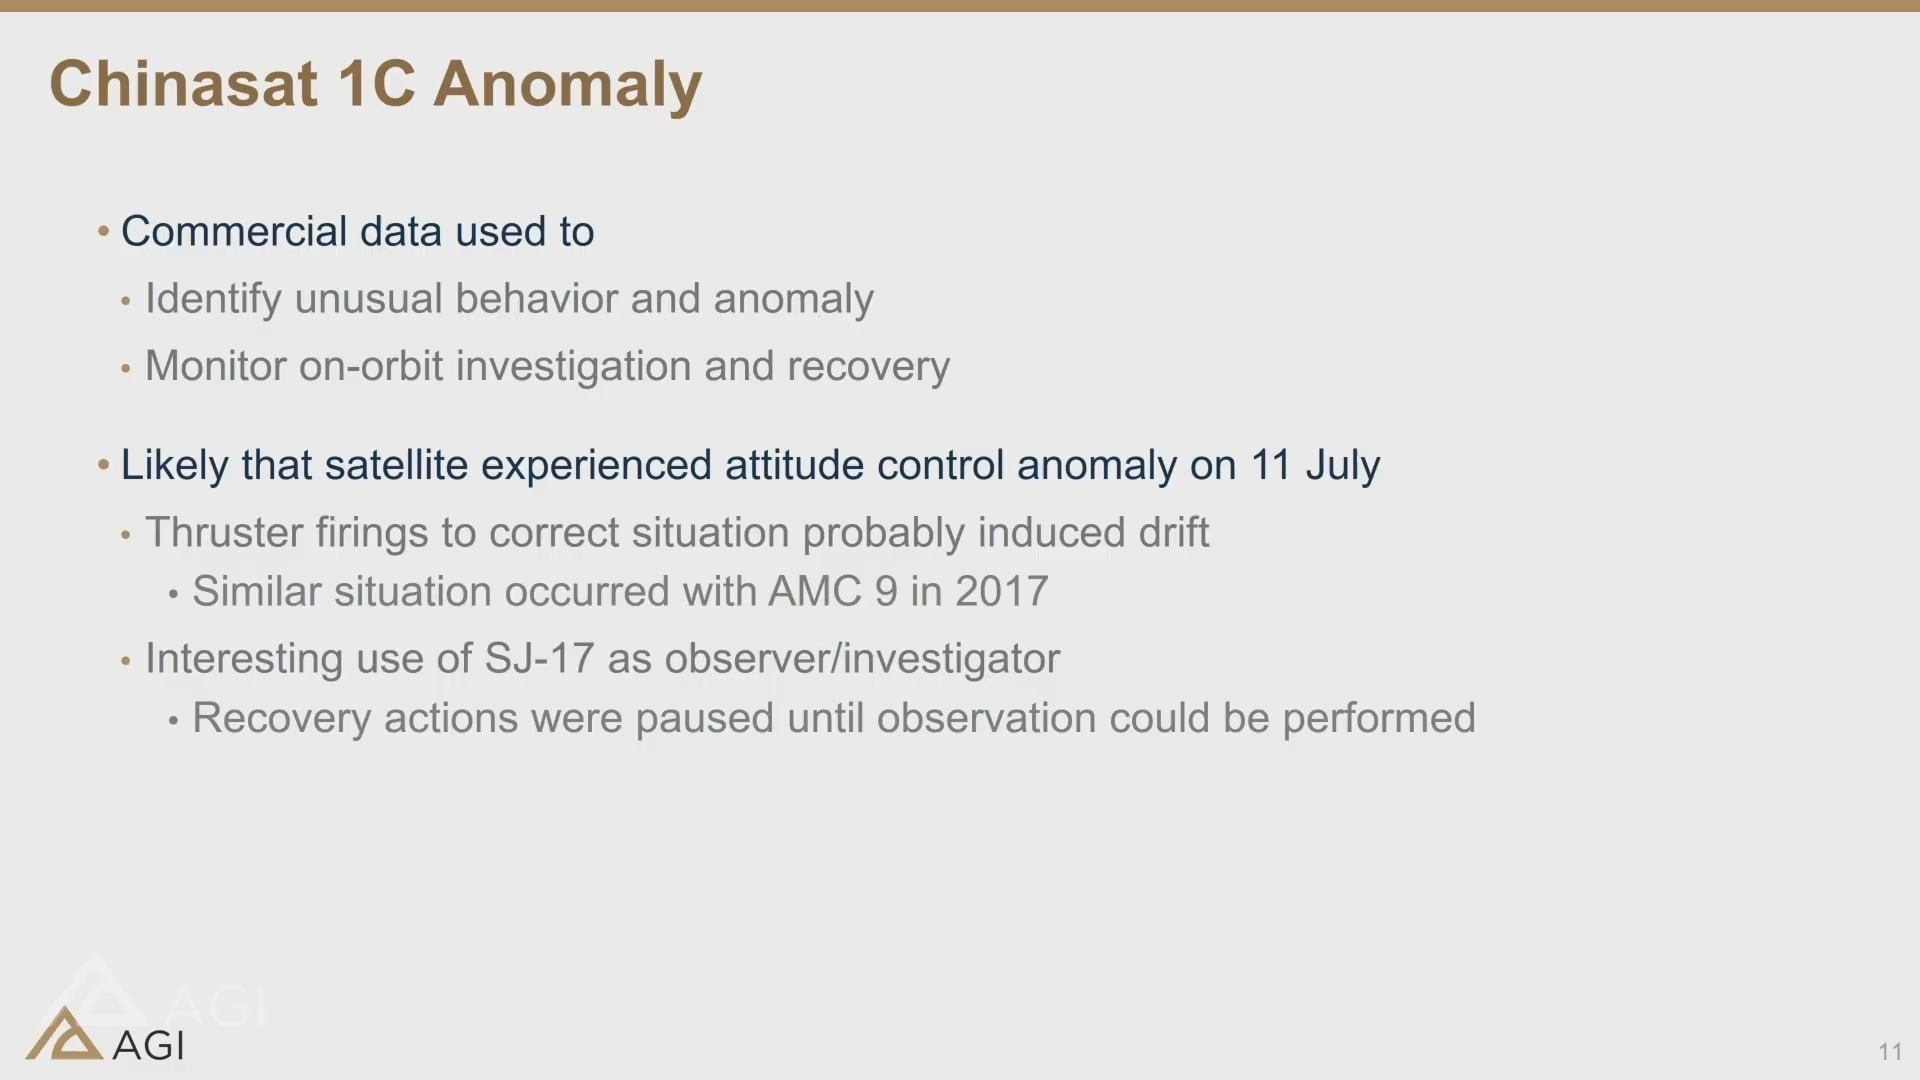 Chinasat 1C Anomaly
• Commercial data used to
• Identify unusual behavior and anomaly
• Monitor on-orbit investigation and recovery
• Likely that satellite experienced attitude control anomaly on 11 July
• Thruster firings to correct situation probably induced drift
• Similar situation occurred with AMC 9 in 2017
• Interesting use of SJ-17 as observer/investigator
• Recovery actions were paused until observation could be performed
AGI
AGI
11